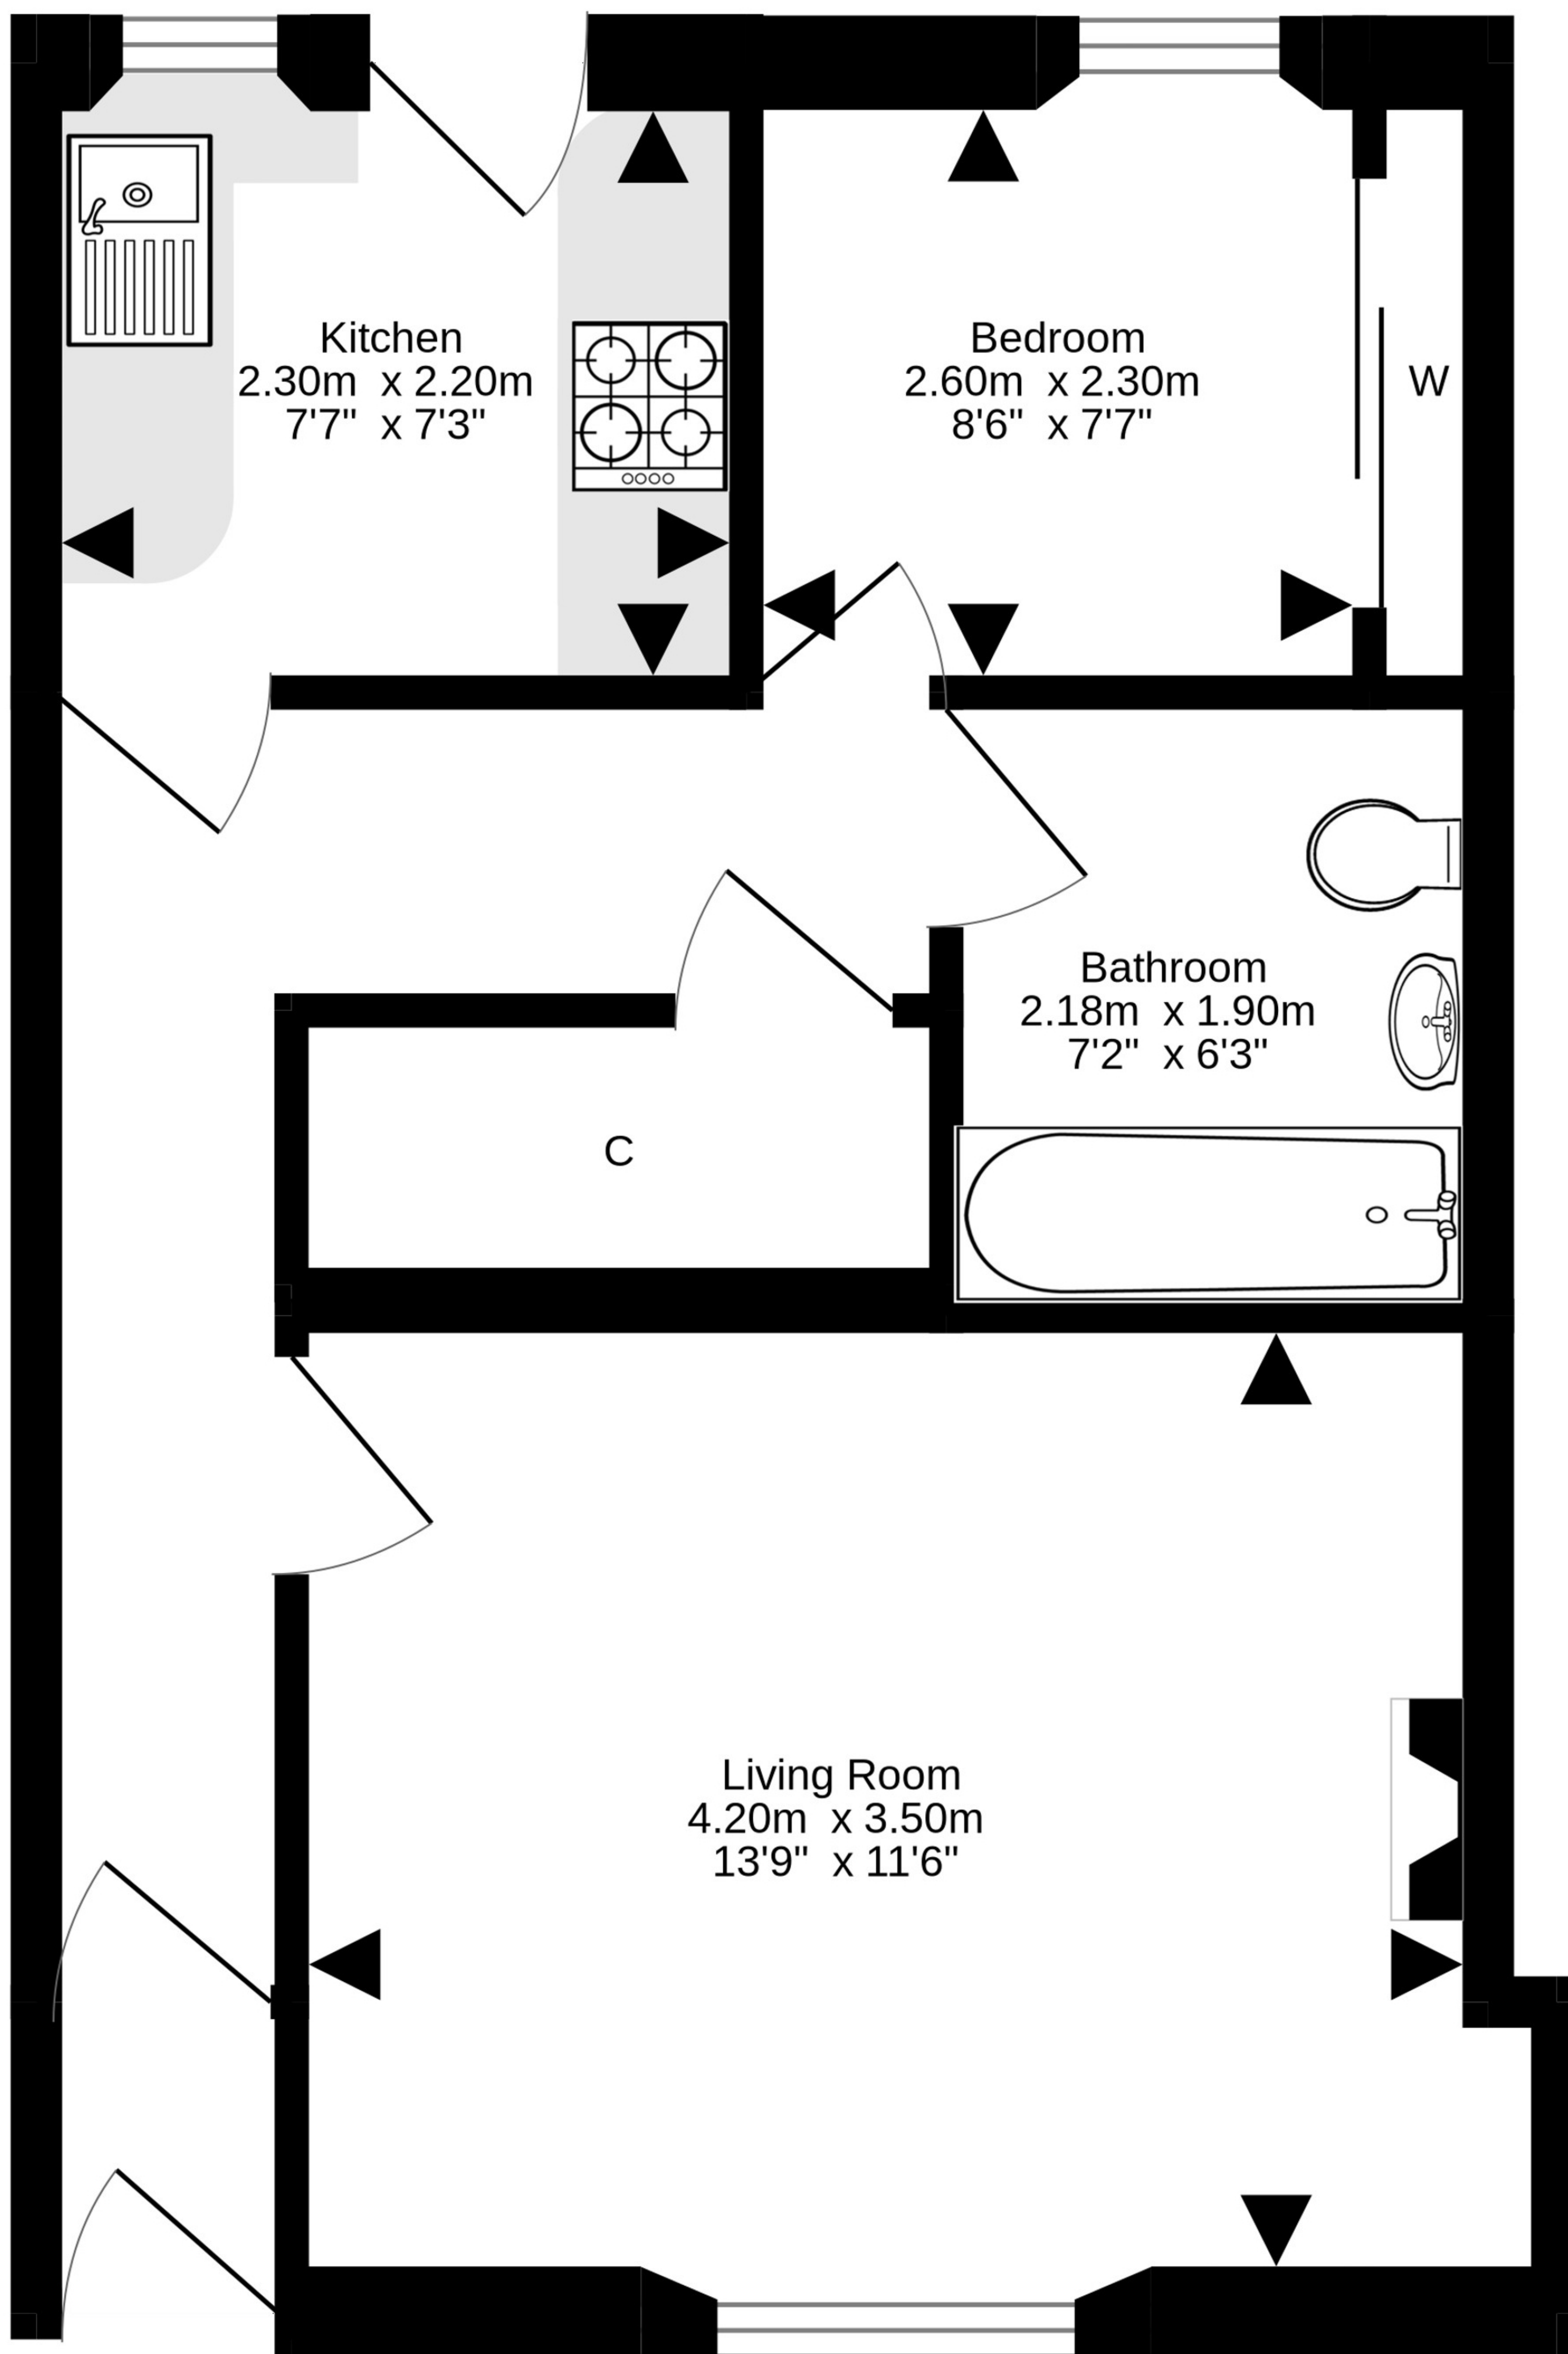 Kitchen
2.30m x 2.20m
7'7" x 7'3"
Bedroom
2.60m x 2.30m
8'6" x 7'7"
W
Bathroom
2.18m x 1.90m
7'2" x 6'3"
C
Living Room
4.20m x 3.50m
13'9" x 11'6"